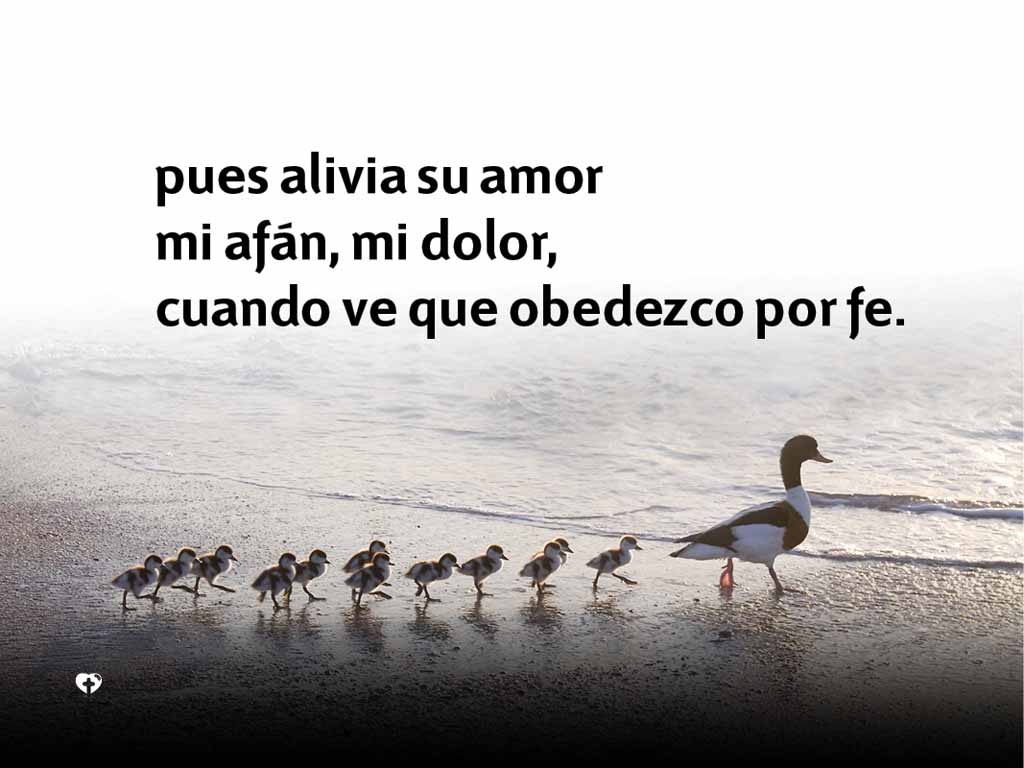 pues alivia su amor
mi afán, mi dolor,
cuando ve que obedezco por fe.